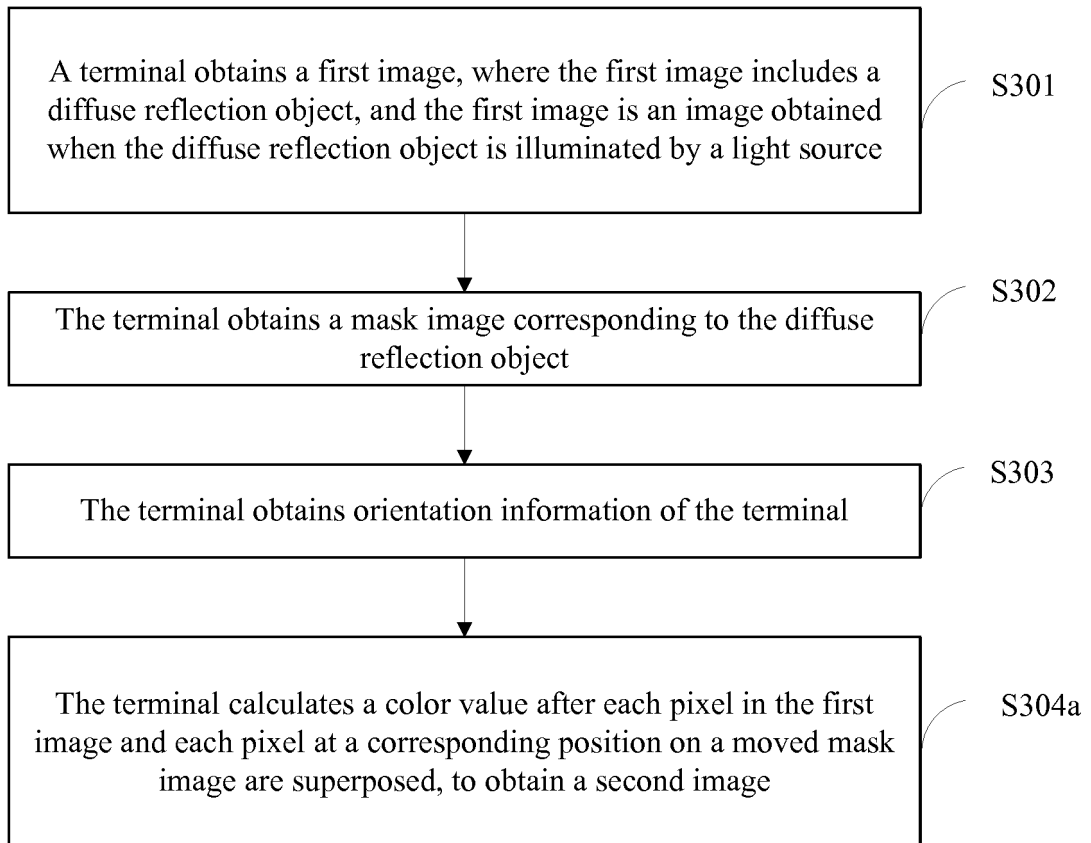 A terminal obtains a first image, where the first image includes a
diffuse reflection object, and the first image is an image obtained
when the diffuse reflection object is illuminated by a light source
S301
The terminal obtains a mask image corresponding to the diffuse
reflection object
S302
The terminal obtains orientation information of the terminal
S303
The terminal calculates a color value after each pixel in the first
image and each pixel at a corresponding position on a moved mask
image are superposed, to obtain a second image
S304a